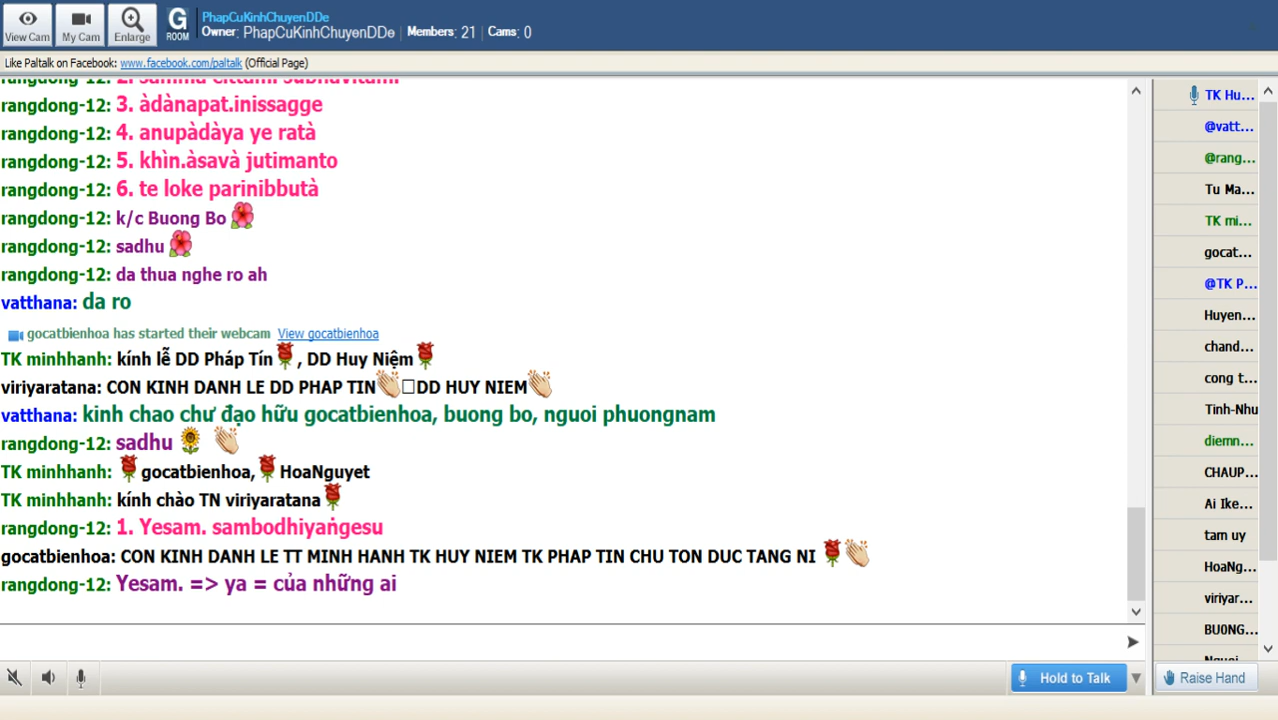 View Cam
My Cam
Enlarge
G
ROOM
PhapCuKinhChuyenDDe
Owner: PhapCuKinhChuyenDDe Members: 21 Cams: 0
Like Paltalk on Facebook: www.facebook.com/paltalk (Official Page)
rangdong-12: 3. àdànapat.inissagge
rangdong-12: 4. anupàdàya ye ratà
rangdong-12: 5. khìn.àsavà jutimanto
rangdong-12: 6. te loke parinibbutà
rangdong-12: k/c Buong Bo
rangdong-12: sadhu
rangdong-12: da thua nghe ro ah
vatthana: da ro
gocatbienhoa has started their webcam View gocatbienhoa
TK minhhanh: kính lễ DD Pháp Tín, DD Huy Niệm
viriyaratana: CON KINH DANH LE DD PHAP TIN DD HUY NIEM
vatthana: kinh chao chư đạo hữu gocatbienhoa, buong bo, nguoi phuongnam
rangdong-12: sadhu
TK minhhanh: gocatbienhoa, HoaNguyet
TK minhhanh: kính chào TN viriyaratana
rangdong-12: 1. Yesam. sambodhiyaṅgesu
gocatbienhoa: CON KINH DANH LE TT MINH HANH TK HUY NIEM TK PHAP TIN CHU TON DUC TANG NI
rangdong-12: Yesam. => ya = của những ai
TK Hu...
@vatt...
@rang...
Tu Ma...
TK mi...
gocat...
@TK P...
Huyen...
chand...
cong t...
Tinh-Nhu
diemn...
CHAUP...
Ai Ike...
tam uy
HoaNg...
viriyar...
BU0NG...
Hold to Talk
Raise Hand